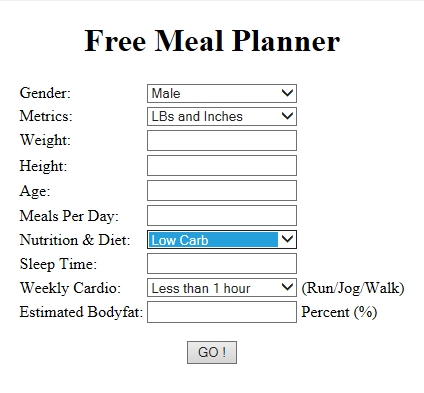 Free Meal Planner
Gender: Male
Metrics: LBs and Inches
Weight:
Height:
Age:
Meals Per Day:
Nutrition & Diet: Low Carb
Sleep Time:
Weekly Cardio: Less than 1 hour (Run/Jog/Walk)
Estimated Bodyfat: Percent (%)
GO !